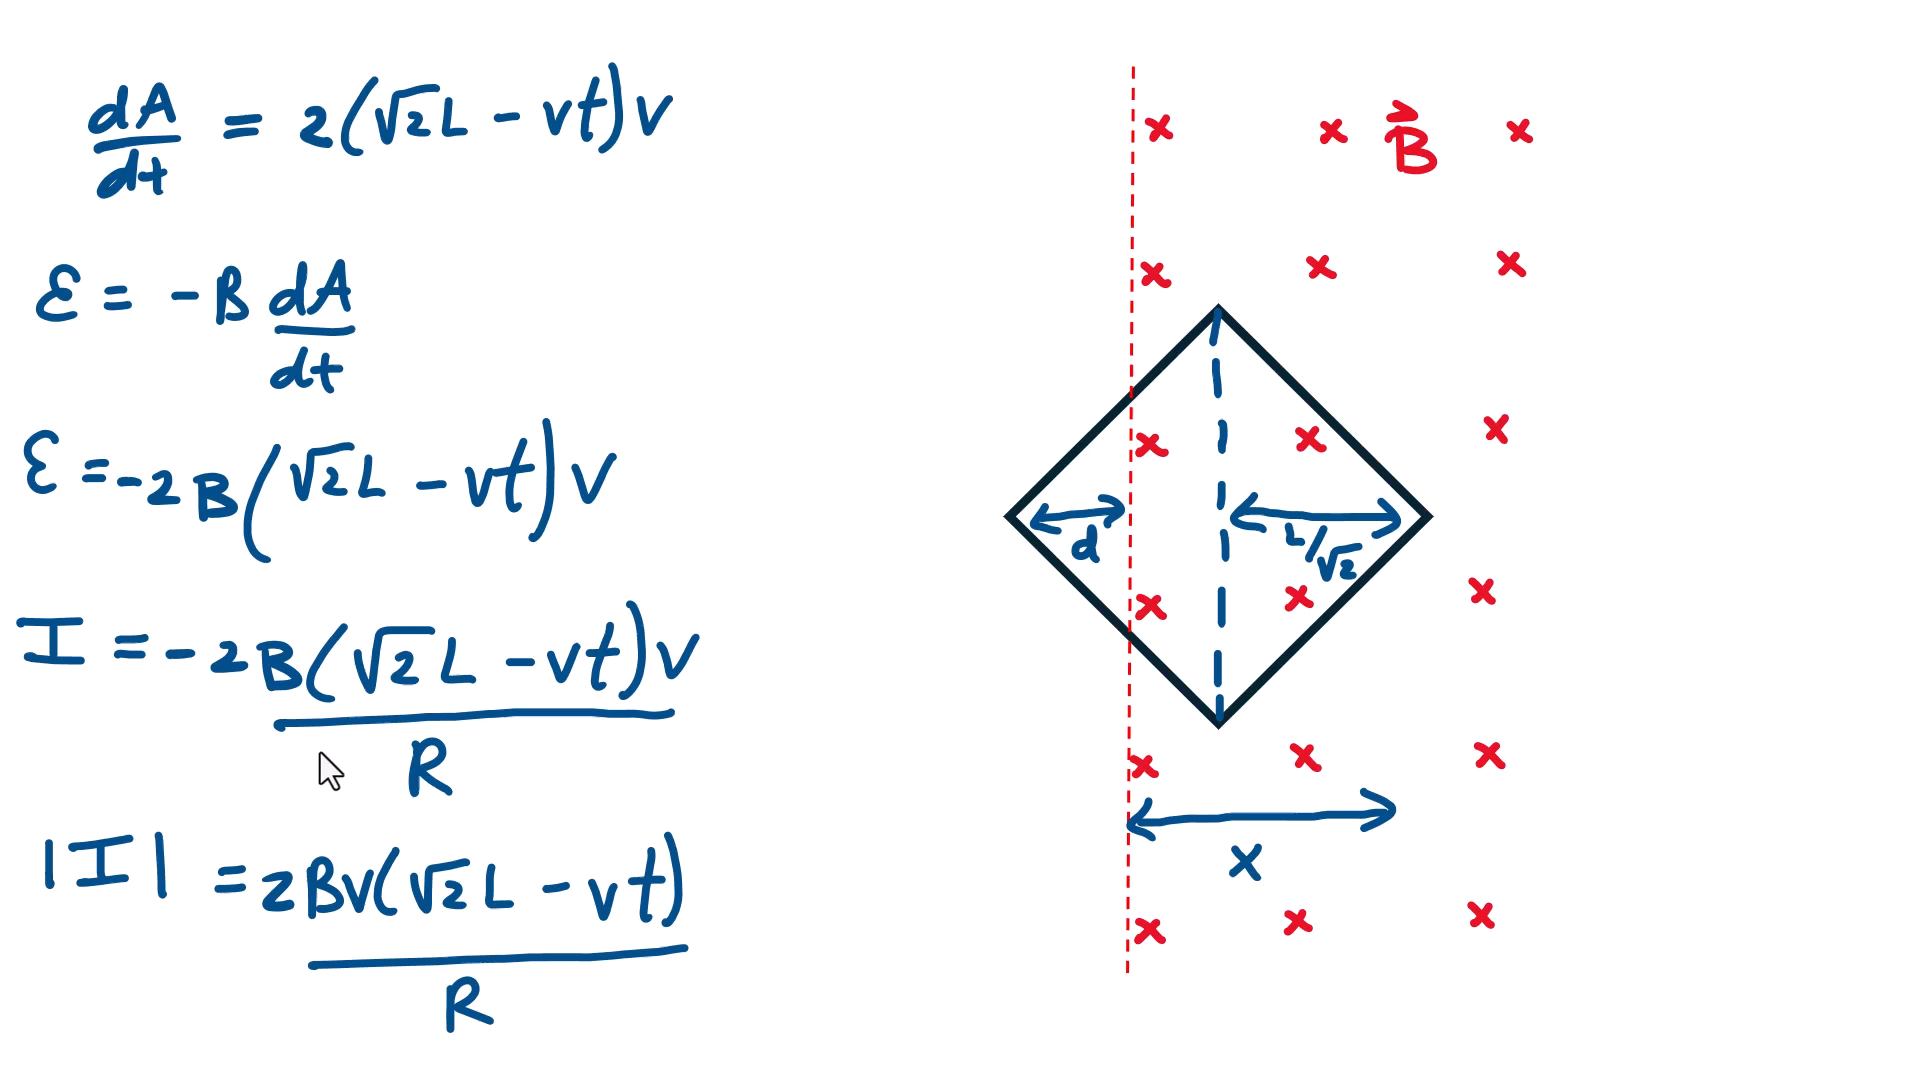 dA/dt = 2(√2L - vt)v
ℰ = -B dA/dt
ℰ = -2B(√2L - vt)v
I = -2B(√2L - vt)v
R
|I| = 2Bv(√2L - vt)
R
x x B⃗ x
x x x
x x x
d L/√2
x x x
x x x
x
x x x